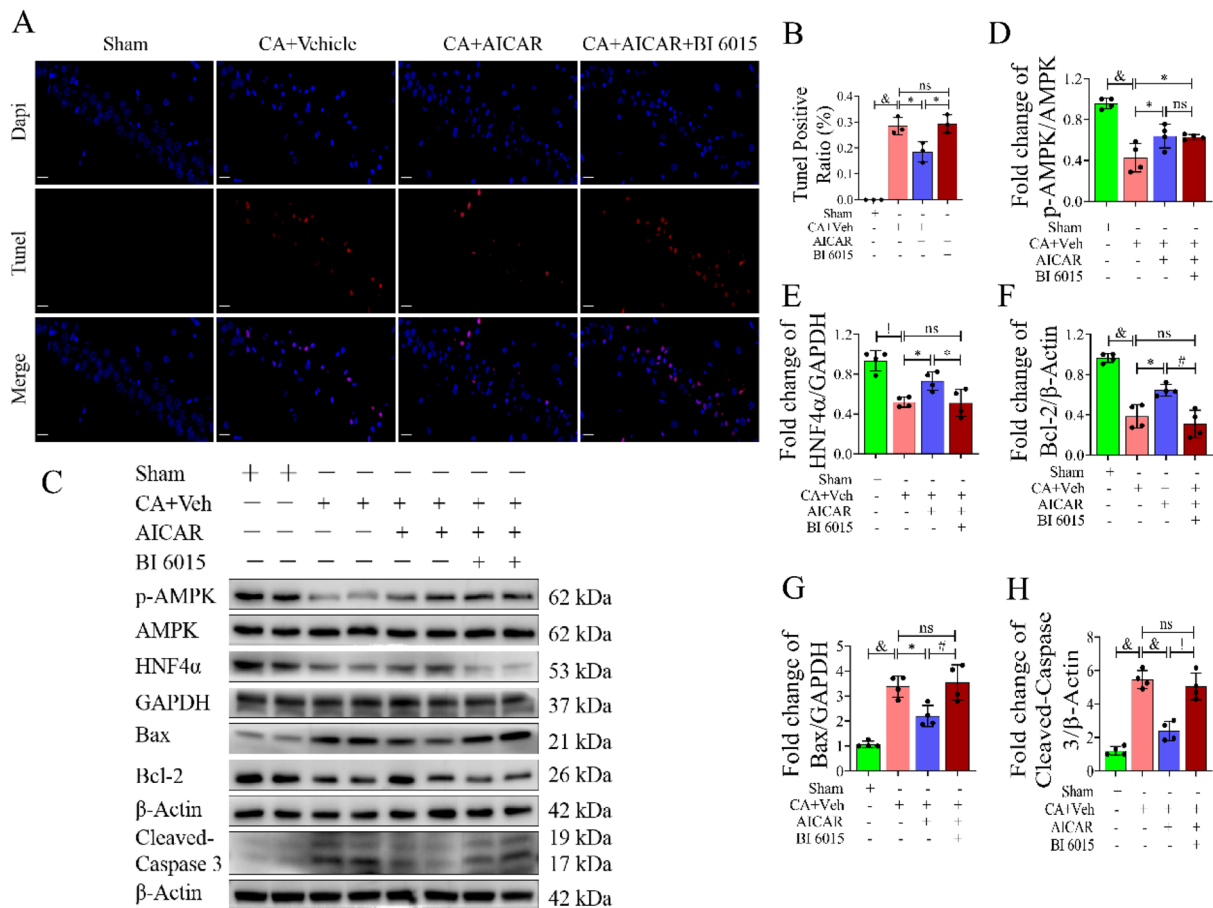 A
Sham CA+Vehicle CA+AICAR CA+AICAR+BI 6015
Dapi
Tunel
Merge
B
Tunel Positive
Ratio (%)
0.4
0.3
0.2
0.1
0.0
& * * ns
Sham + - - -
CA+Veh - + +
AICAR - - -
BI 6015 - - -
C
Sham + + − − − − − −
CA+Veh − − + + + + + +
AICAR − − − − + + + +
BI 6015 − − − − − − + +
p-AMPK 62 kDa
AMPK 62 kDa
HNF4α 53 kDa
GAPDH 37 kDa
Bax 21 kDa
Bcl-2 26 kDa
β-Actin 42 kDa
Cleaved- 19 kDa
Caspase 3 17 kDa
β-Actin 42 kDa
D
Fold change of
p-AMPK/AMPK
1.2
0.8
0.4
0.0
& * * ns
Sham - - -
CA+Veh - + + +
AICAR - - + +
BI 6015 - - - +
E
Fold change of
HNF4α/GAPDH
1.2
0.8
0.4
0.0
! ns
* *
Sham - - - -
CA+Veh - + + +
AICAR - - + +
BI 6015 - - - +
F
Fold change of
Bcl-2/β-Actin
1.2
0.8
0.4
0.0
& ns
* #
Sham + - - -
CA+Veh - + − +
AICAR - - + +
BI 6015 - - - +
G
Fold change of
Bax/GAPDH
5
4
3
2
1
0
& * # ns
Sham + - - -
CA+Veh - + + +
AICAR - - + +
BI 6015 - - - +
H
Fold change of
Cleaved-Caspase
3/β-Actin
9
6
3
0
& & ! ns
Sham - - - -
CA+Veh - + + +
AICAR - - + +
BI 6015 - - - +